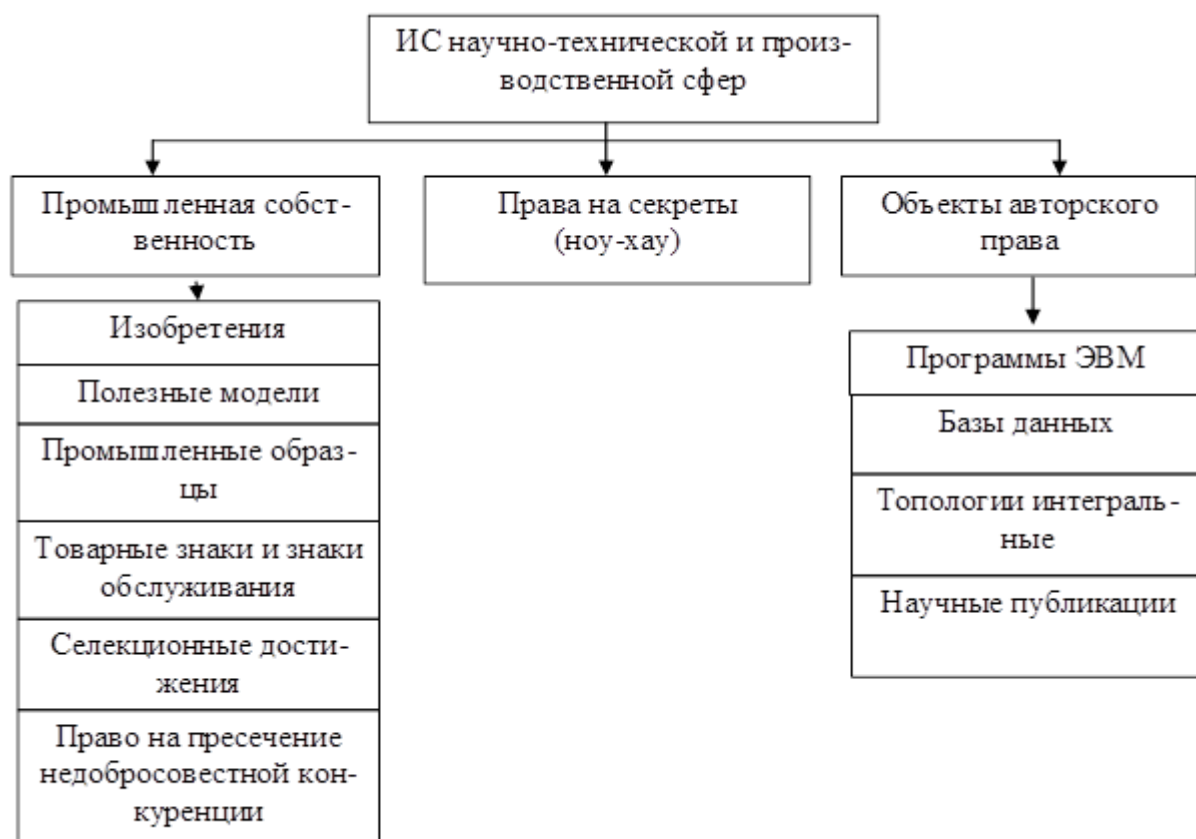 ИС научно-технической и произ-
водственной сфер
Промышленная собст-
венность
Права на секреты
(ноу-хау)
Объекты авторского
права
Изобретения
Полезные модели
Промышленные образ-
цы
Товарные знаки и знаки
обслуживания
Селекционные дости-
жения
Право на пресечение
недобросовестной кон-
куренции
Программы ЭВМ
Базы данных
Топологии интеграль-
ные
Научные публикации